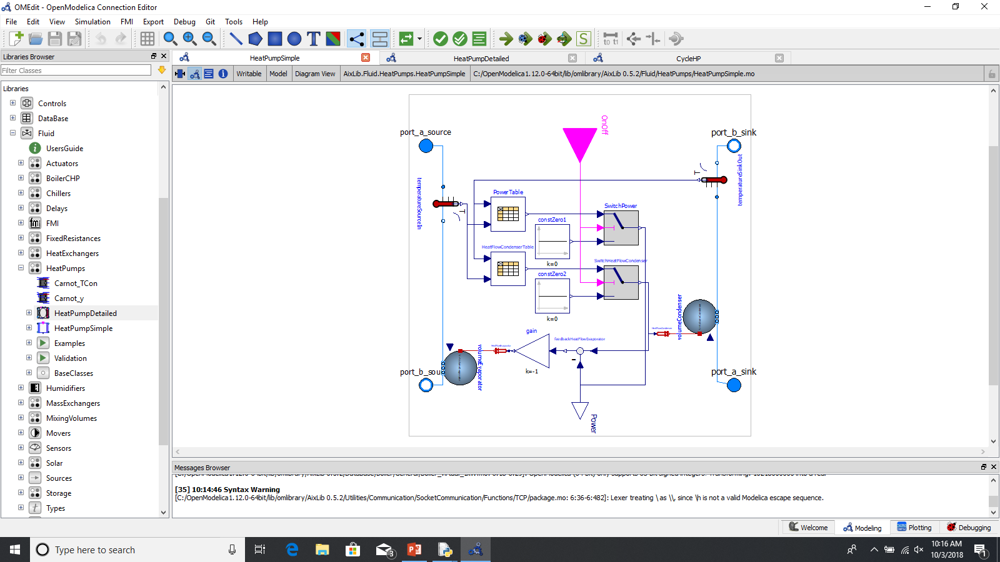 OMEdit - OpenModelica Connection Editor
File Edit View Simulation FMI Export Debug Git Tools Help
Libraries Browser
HeatPumpSimple
HeatPumpDetailed
CycleHP
Filter Classes
Writable
Model
Diagram View
AixLib.Fluid.HeatPumps.HeatPumpSimple
C:/OpenModelica1.12.0-64bit/lib/omlibrary/AixLib 0.5.2/Fluid/HeatPumps/HeatPumpSimple.mo
Libraries
Controls
DataBase
Fluid
UsersGuide
Actuators
BoilerCHP
Chillers
Delays
FMI
FixedResistances
HeatExchangers
HeatPumps
Carnot_TCon
Carnot_y
HeatPumpDetailed
HeatPumpSimple
Examples
Validation
BaseClasses
Humidifiers
MassExchangers
MixingVolumes
Movers
Sensors
Solar
Sources
Storage
Types
port_a_source
OnOff
port_b_sink
temperatureSourceIn
T
T
temperatureSinkOut
PowerTable
SwitchPower
constZero1
HeatFlowCondenserTable
k=0
SwitchHeatFlowCondenser
constZero2
k=0
volumeCondenser
gain
feedbackHeatFlowEvaporator
k=-1
volumeEvaporator
port_b_sou
port_a_sink
Power
Messages Browser
[35] 10:14:46 Syntax Warning
[C:/OpenModelica1.12.0-64bit/lib/omlibrary/AixLib 0.5.2/Utilities/Communication/SocketCommunication/Functions/TCP/package.mo: 6:36-6:482]: Lexer treating \ as \\, since \h is not a valid Modelica escape sequence.
Welcome
Modeling
Plotting
Debugging
Type here to search
3
10:16 AM
10/3/2018
1